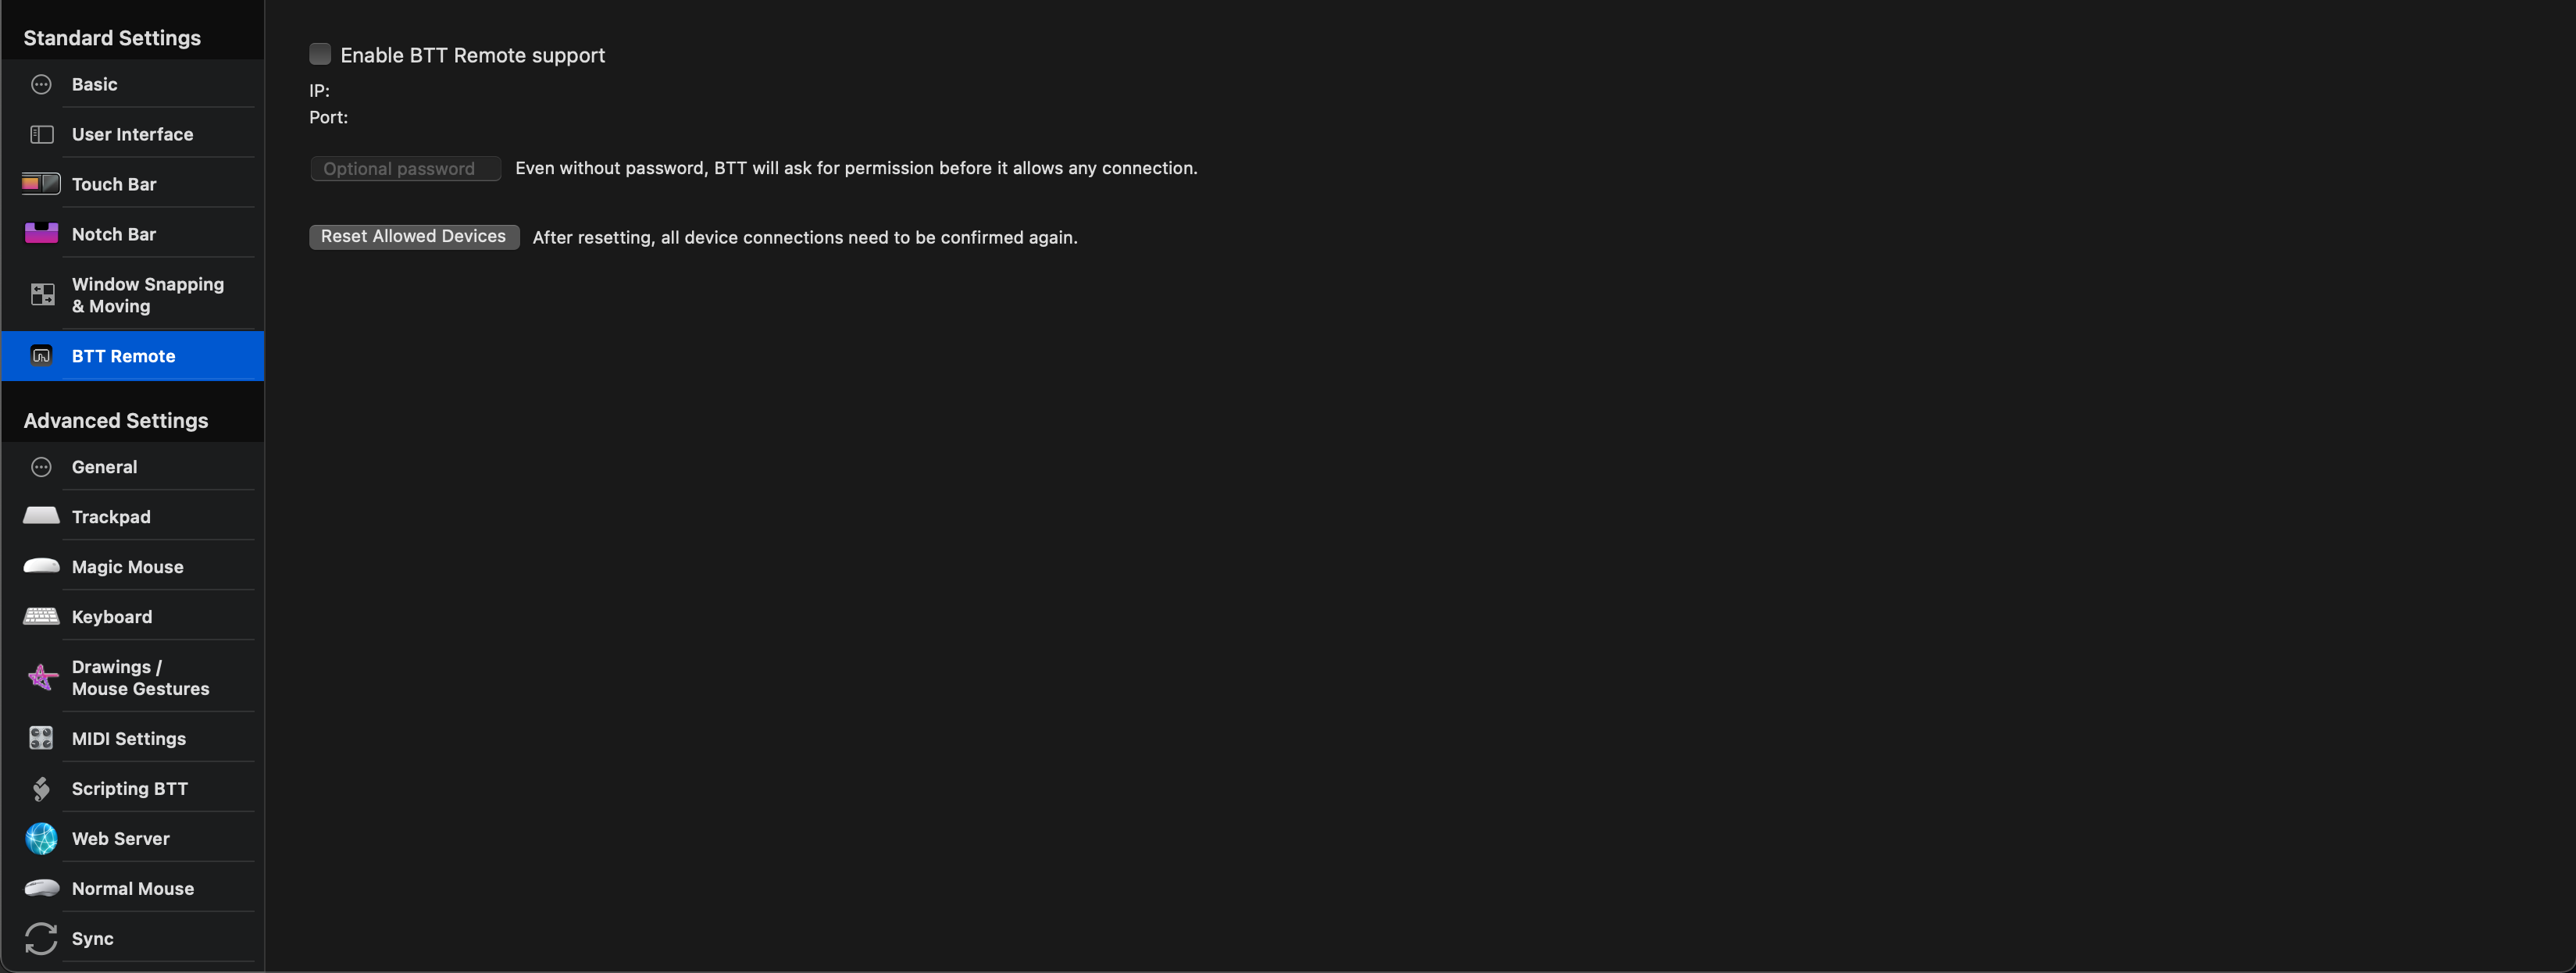 Standard Settings
Basic
User Interface
Touch Bar
Notch Bar
Window Snapping
& Moving
BTT Remote
Advanced Settings
General
Trackpad
Magic Mouse
Keyboard
Drawings /
Mouse Gestures
MIDI Settings
Scripting BTT
Web Server
Normal Mouse
Sync
Enable BTT Remote support
IP:
Port:
Optional password Even without password, BTT will ask for permission before it allows any connection.
Reset Allowed Devices After resetting, all device connections need to be confirmed again.